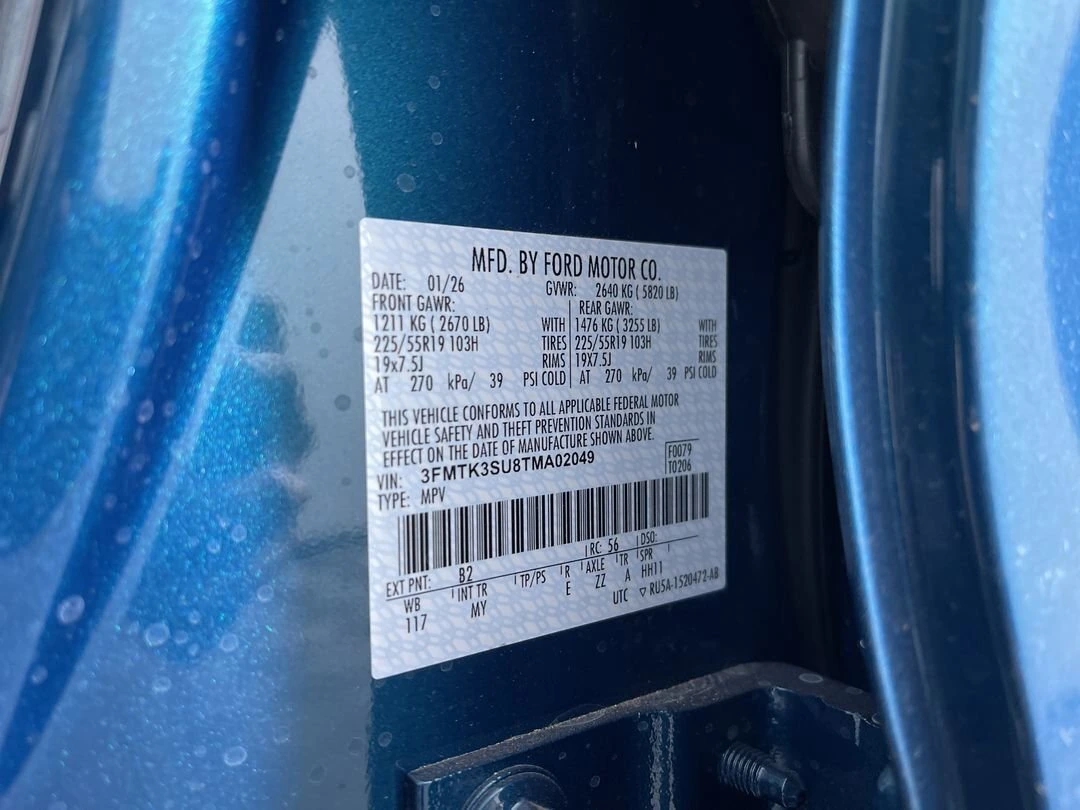 MFD. BY FORD MOTOR CO.
DATE: 01/26 GVWR: 2640 KG ( 5820 LB)
FRONT GAWR: REAR GAWR:
1211 KG ( 2670 LB) WITH 1476 KG ( 3255 LB) WITH
225/55R19 103H TIRES 225/55R19 103H TIRES
19x7.5J RIMS 19x7.5J RIMS
AT 270 kPa/ 39 PSI COLD AT 270 kPa/ 39 PSI COLD
THIS VEHICLE CONFORMS TO ALL APPLICABLE FEDERAL MOTOR
VEHICLE SAFETY AND THEFT PREVENTION STANDARDS IN
EFFECT ON THE DATE OF MANUFACTURE SHOWN ABOVE.
VIN: 3FMTK3SU8TMA02049 F0079
TYPE: MPV T0206
EXT PNT: B2 RC: 56 DSO:
WB INT TR TP/PS R AXLE TR SPR
117 MY E ZZ A HH11
UTC ▽ RU5A-1520472-AB